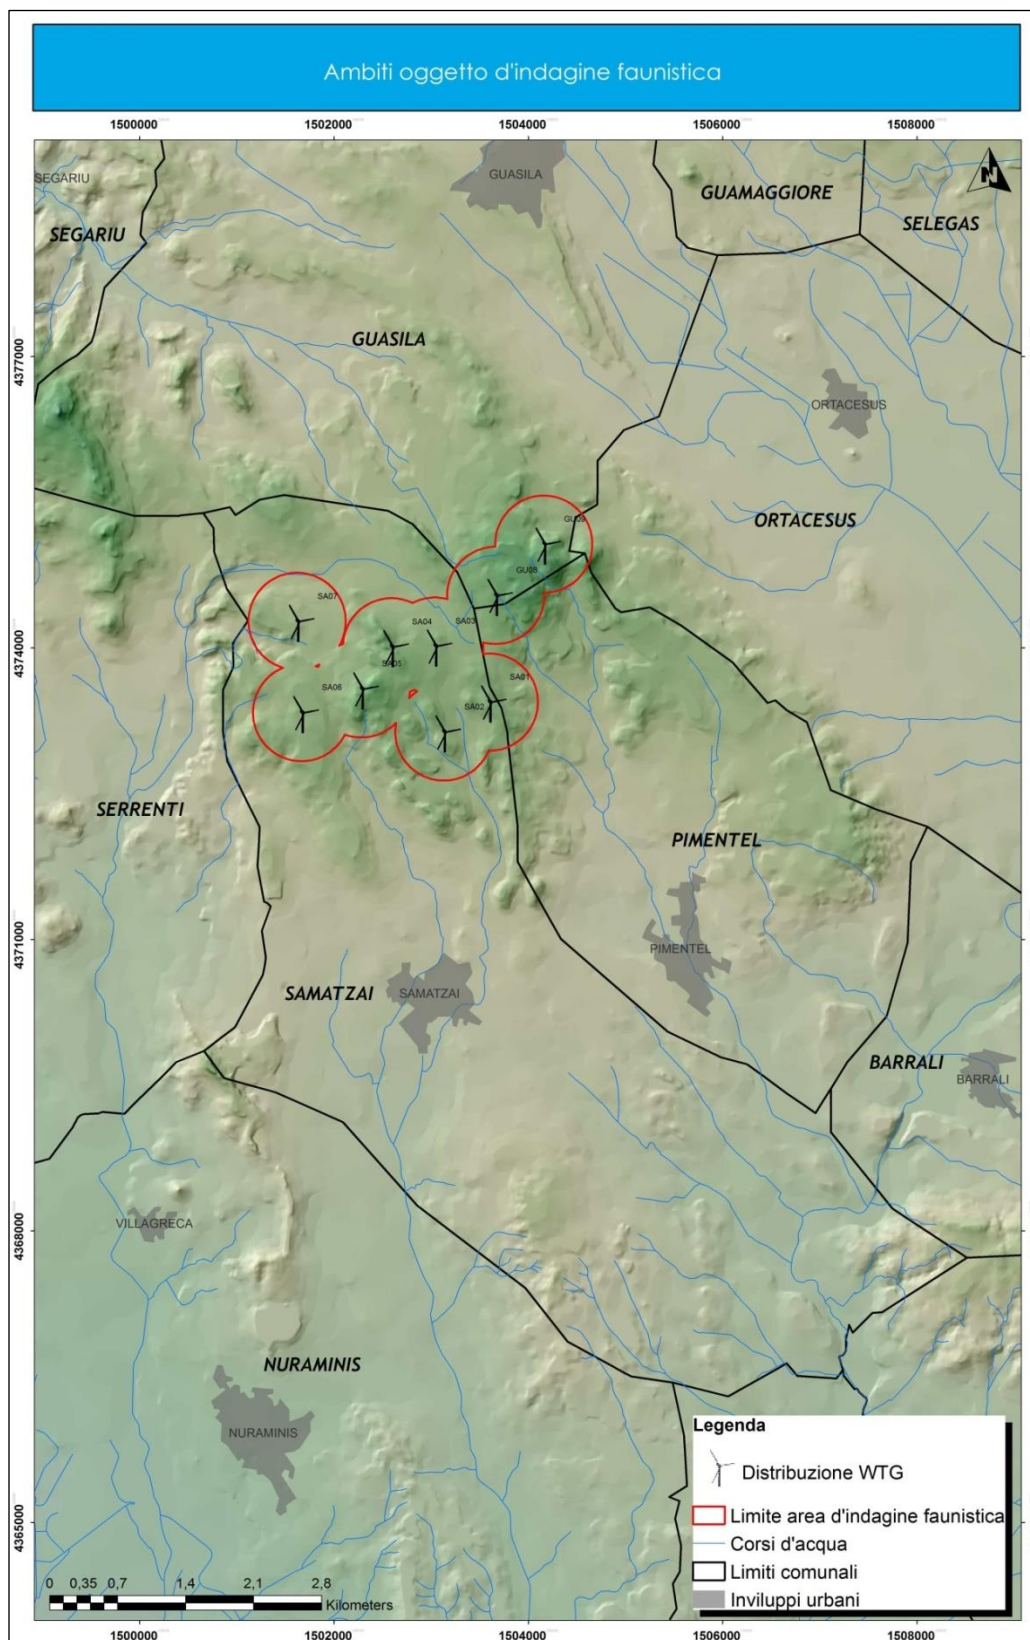 Ambiti oggetto d'indagine faunistica
1500000 1502000 1504000 1506000 1508000
N
SEGARIU
GUASILA
GUAMAGGIORE
SELEGAS
SEGARIU
GUASILA
4377000
ORTACESUS
ORTACESUS
GU09
GU08
SA07
SA04
SA03
4374000
SA05
SA01
SA06
SA02
SERRENTI
PIMENTEL
4371000
PIMENTEL
SAMATZAI
SAMATZAI
BARRALI
BARRALI
4368000
VILLAGRECA
NURAMINIS
NURAMINIS
4365000
Legenda
Distribuzione WTG
Limite area d'indagine faunistica
Corsi d'acqua
Limiti comunali
Inviluppi urbani
0 0,35 0,7 1,4 2,1 2,8
Kilometers
1500000 1502000 1504000 1506000 1508000